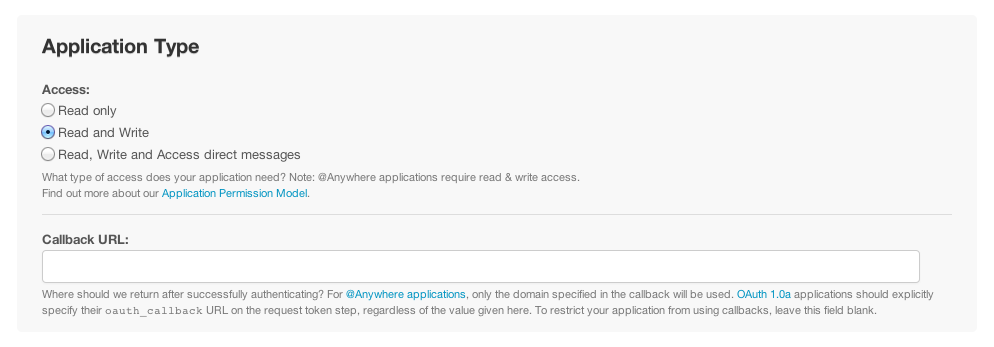 Application Type
Access:
Read only
Read and Write
Read, Write and Access direct messages
What type of access does your application need? Note: @Anywhere applications require read & write access.
Find out more about our Application Permission Model.
Callback URL:
Where should we return after successfully authenticating? For @Anywhere applications, only the domain specified in the callback will be used. OAuth 1.0a applications should explicitly
specify their oauth_callback URL on the request token step, regardless of the value given here. To restrict your application from using callbacks, leave this field blank.